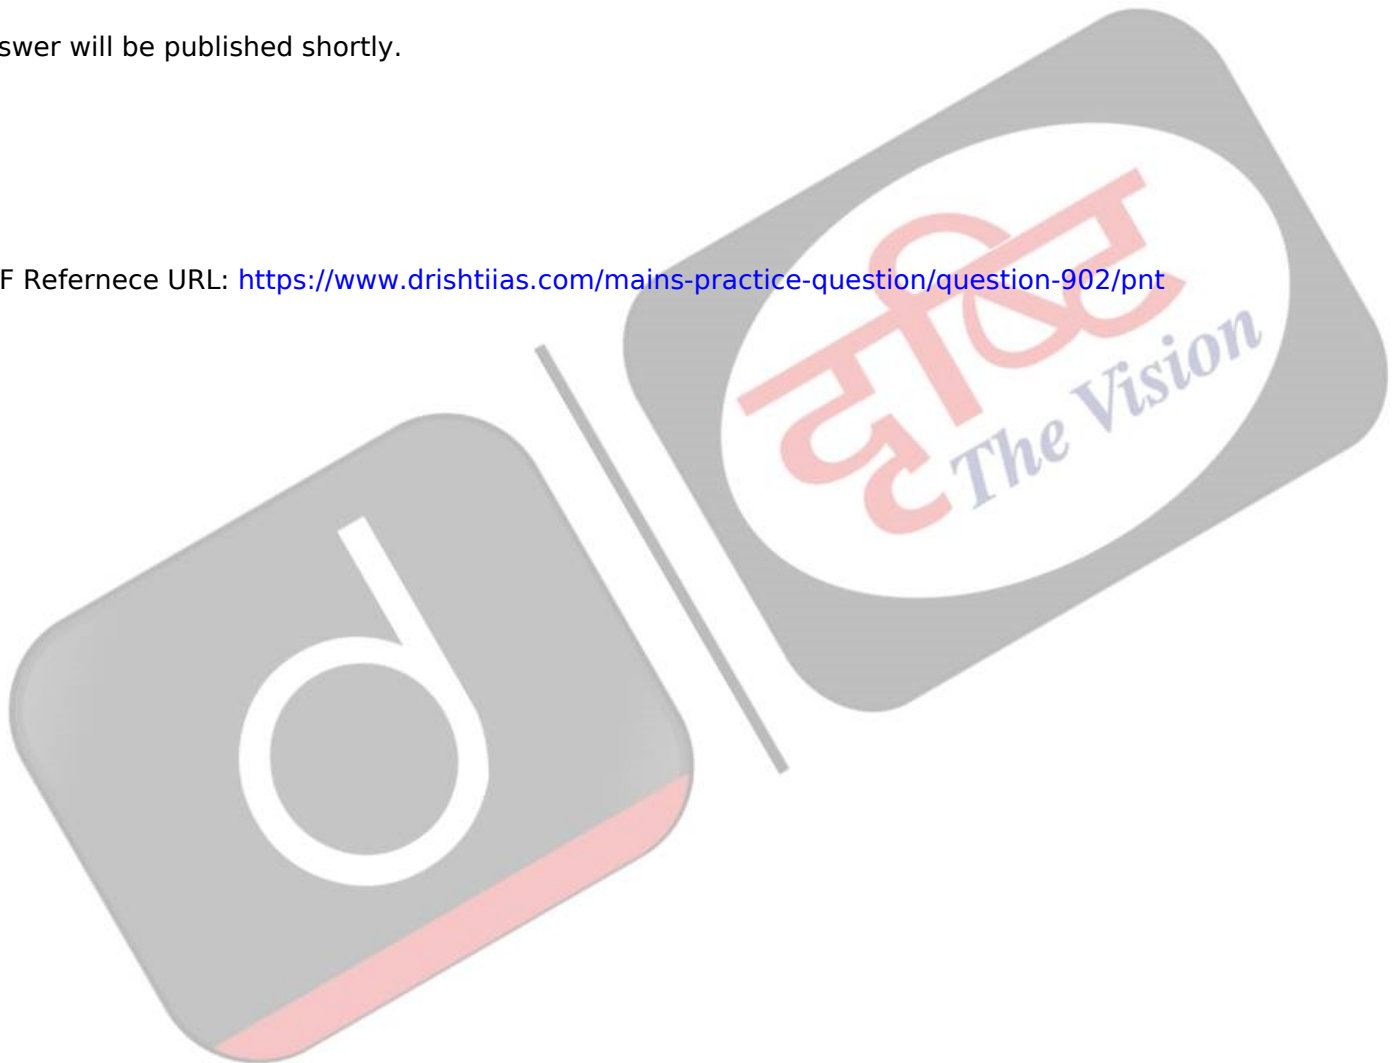 swer will be published shortly.
F Refernece URL: https://www.drishtiias.com/mains-practice-question/question-902/pnt
दृष्टि
The Vision
d